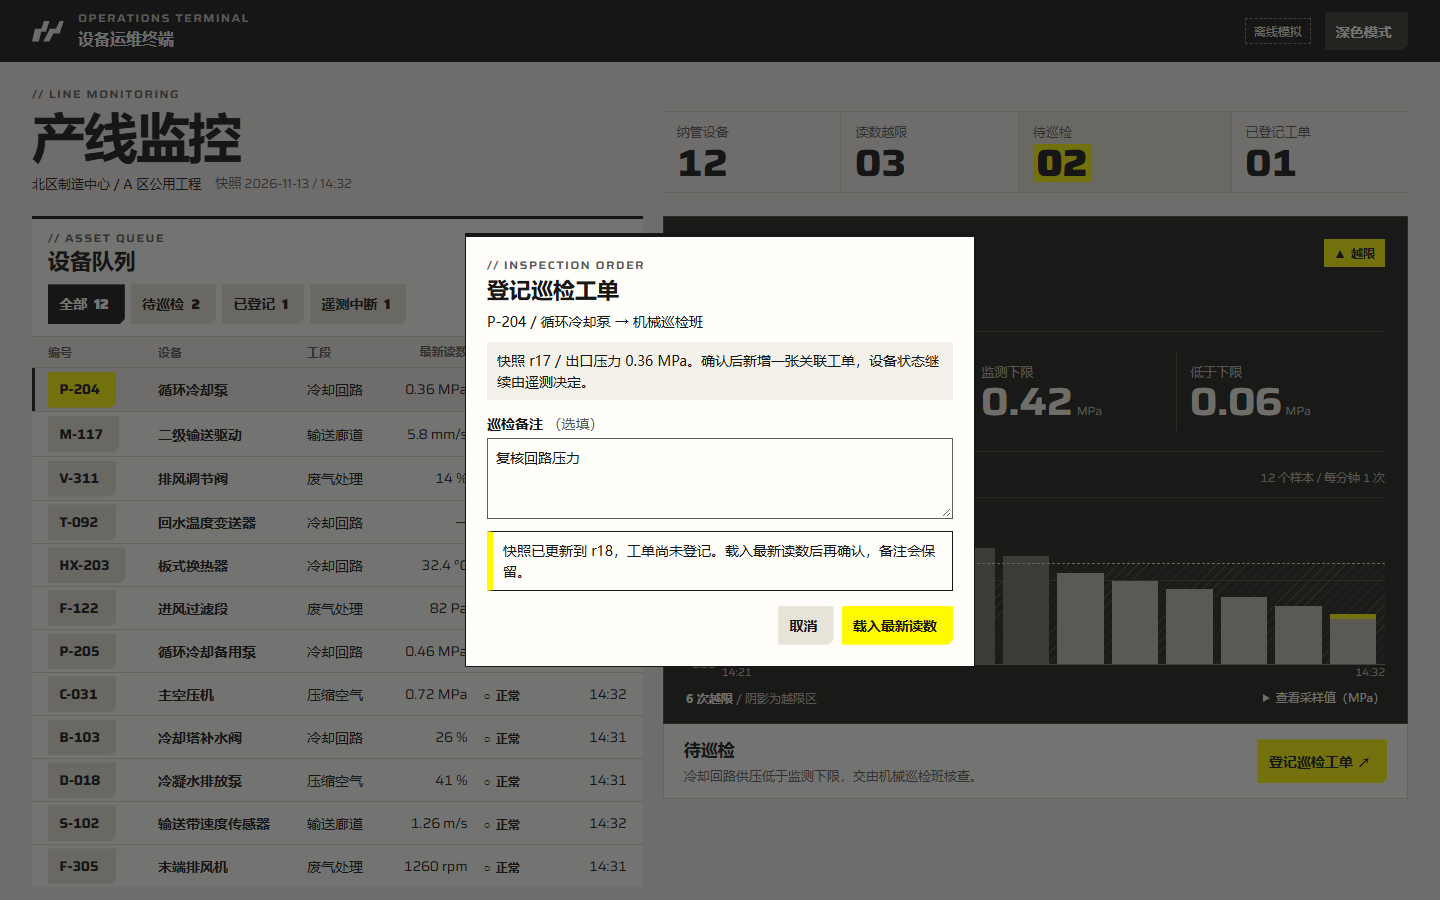 OPERATIONS TERMINAL
设备运维终端
离线模拟
深色模式
// LINE MONITORING
产线监控
北区制造中心 / A 区公用工程 快照 2026-11-13 / 14:32
纳管设备
12
读数越限
03
待巡检
02
已登记工单
01
// ASSET QUEUE
设备队列
全部 12
待巡检 2
已登记 1
遥测中断 1
编号 设备 工段 最新读数
P-204 循环冷却泵 冷却回路 0.36 MPa
M-117 二级输送驱动 输送廊道 5.8 mm/s
V-311 排风调节阀 废气处理 14 %
T-092 回水温度变送器 冷却回路 —
HX-203 板式换热器 冷却回路 32.4 °C
F-122 进风过滤段 废气处理 82 Pa
P-205 循环冷却备用泵 冷却回路 0.46 MPa
C-031 主空压机 压缩空气 0.72 MPa ○ 正常 14:32
B-103 冷却塔补水阀 冷却回路 26 % ○ 正常 14:31
D-018 冷凝水排放泵 压缩空气 41 % ○ 正常 14:31
S-102 输送带速度传感器 输送廊道 1.26 m/s ○ 正常 14:32
F-305 末端排风机 废气处理 1260 rpm ○ 正常 14:31
// INSPECTION ORDER
登记巡检工单
P-204 / 循环冷却泵 → 机械巡检班
快照 r17 / 出口压力 0.36 MPa。确认后新增一张关联工单，设备状态继
续由遥测决定。
巡检备注 （选填）
复核回路压力
快照已更新到 r18，工单尚未登记。载入最新读数后再确认，备注会保
留。
取消
载入最新读数
▲ 越限
监测下限
0.42 MPa
低于下限
0.06 MPa
12 个样本 / 每分钟 1 次
14:21 14:32
6 次越限 / 阴影为越限区
▶ 查看采样值（MPa）
待巡检
冷却回路供压低于监测下限，交由机械巡检班核查。
登记巡检工单 ↗